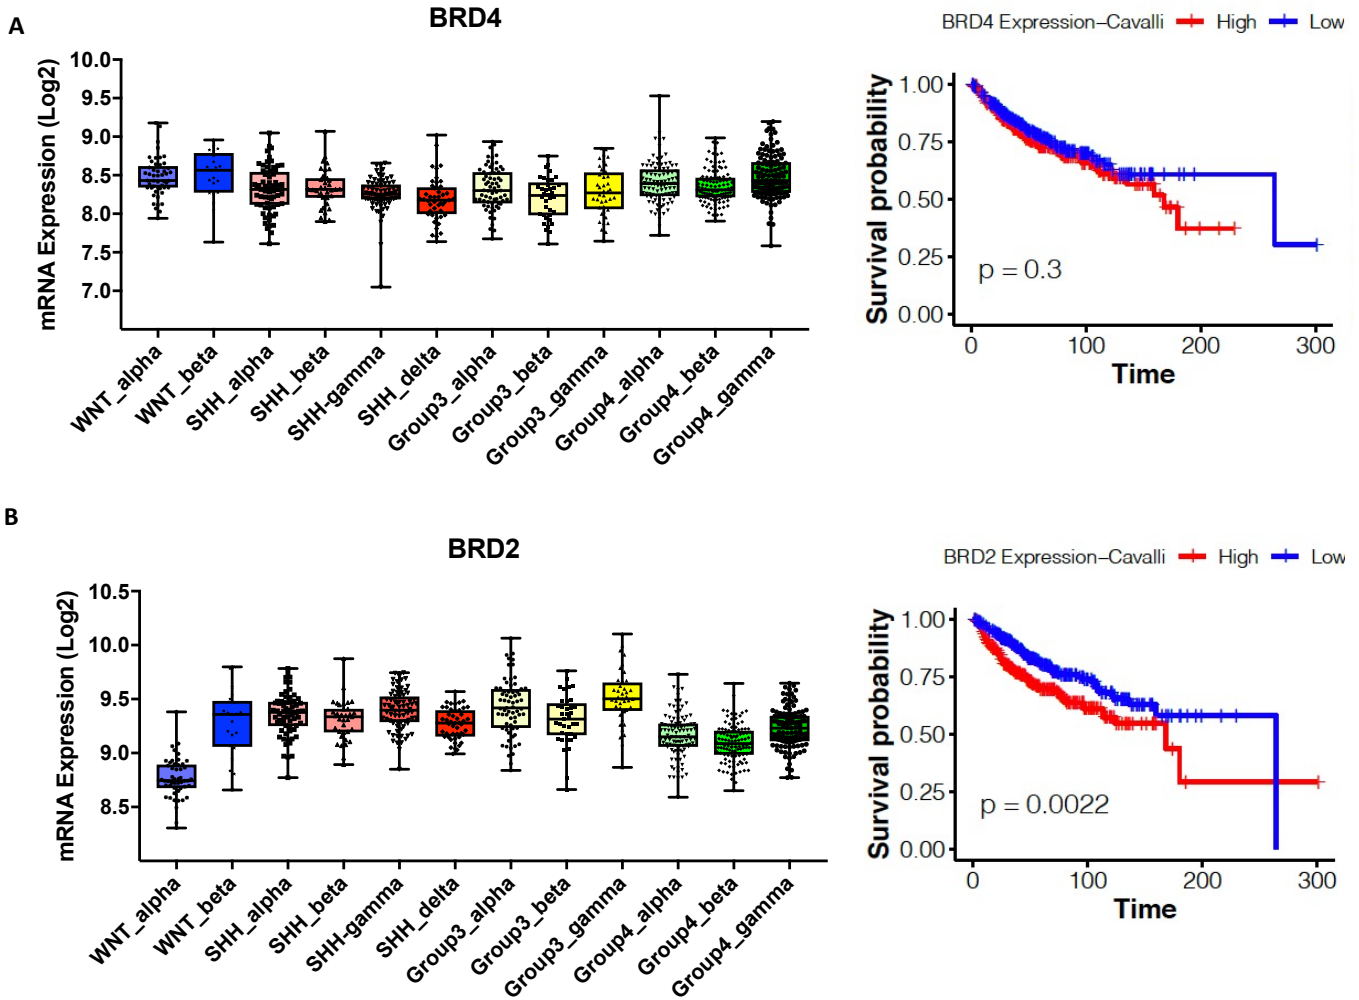 A
BRD4
mRNA Expression (Log2)
10.0
9.5
9.0
8.5
8.0
7.5
7.0
WNT_alpha
WNT_beta
SHH_alpha
SHH_beta
SHH-gamma
SHH_delta
Group3_alpha
Group3_beta
Group3_gamma
Group4_alpha
Group4_beta
Group4_gamma
BRD4 Expression-Cavalli High Low
Survival probability
1.00
0.75
0.50
0.25
0.00
p = 0.3
0 100 200 300
Time
B
BRD2
mRNA Expression (Log2)
10.5
10.0
9.5
9.0
8.5
WNT_alpha
WNT_beta
SHH_alpha
SHH_beta
SHH-gamma
SHH_delta
Group3_alpha
Group3_beta
Group3_gamma
Group4_alpha
Group4_beta
Group4_gamma
BRD2 Expression-Cavalli High Low
Survival probability
1.00
0.75
0.50
0.25
0.00
p = 0.0022
0 100 200 300
Time